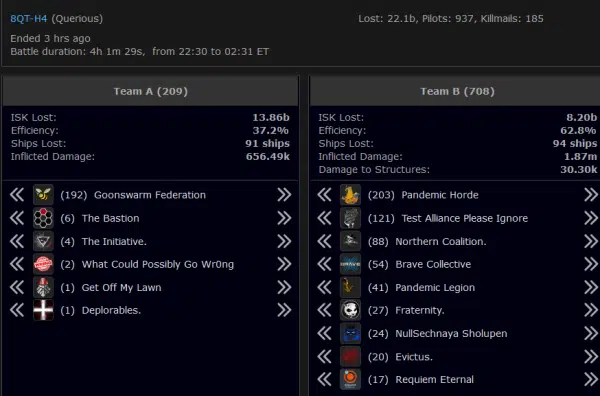 8QT-H4 (Querious)
Lost: 22.1b, Pilots: 937, Killmails: 185
Ended 3 hrs ago
Battle duration: 4h 1m 29s, from 22:30 to 02:31 ET
Team A (209)
ISK Lost: 13.86b
Efficiency: 37.2%
Ships Lost: 91 ships
Inflicted Damage: 656.49k
(192) Goonswarm Federation
(6) The Bastion
(4) The Initiative.
(2) What Could Possibly Go Wr0ng
(1) Get Off My Lawn
(1) Deplorables.
Team B (708)
ISK Lost: 8.20b
Efficiency: 62.8%
Ships Lost: 94 ships
Inflicted Damage: 1.87m
Damage to Structures: 30.30k
(203) Pandemic Horde
(121) Test Alliance Please Ignore
(88) Northern Coalition.
(54) Brave Collective
(41) Pandemic Legion
(27) Fraternity.
(24) NullSechnaya Sholupen
(20) Evictus.
(17) Requiem Eternal